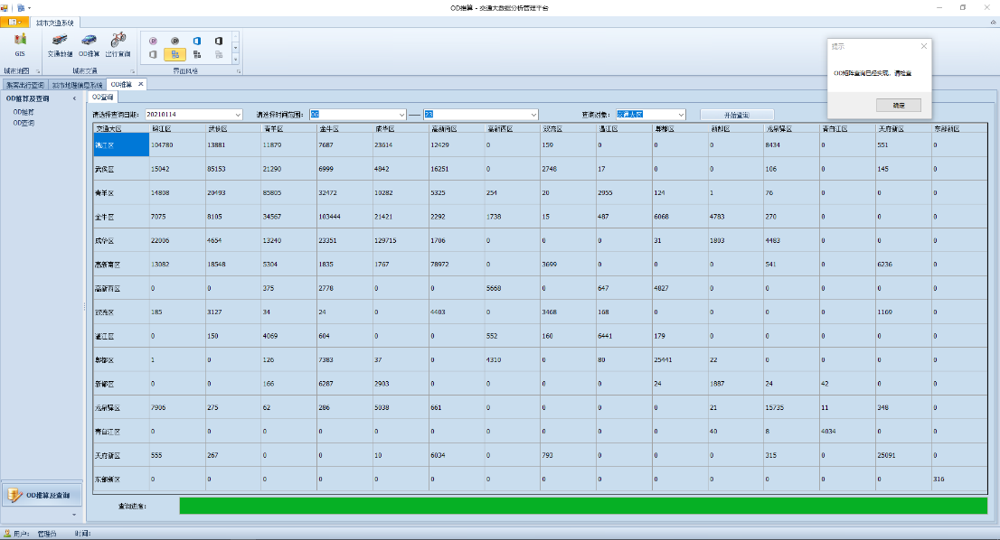 OD推算 - 交通大数据分析管理平台
城市交通系统
GIS 交通数据 OD推算 出行查询
城市地图 城市交通 界面风格
乘客出行查询 城市地理信息系统 OD推算
OD推算及查询
OD推算
OD查询
OD查询
请选择查询日期: 20210114 请选择时间范围: 00 —— 23 查询对象: 交通大区 开始查询
交通大区 锦江区 武侯区 青羊区 金牛区 成华区 高新南区 高新西区 双流区 温江区 郫都区 新都区 龙泉驿区 青白江区 天府新区 东部新区
锦江区 104780 13881 11879 7687 23614 12429 0 159 0 0 0 8434 0 551 0
武侯区 15042 85153 21290 6999 4842 16251 0 2748 17 0 0 106 0 145 0
青羊区 14808 20493 85805 32472 10282 5325 254 20 2955 124 1 76 0 0 0
金牛区 7075 8105 34567 103444 21421 2292 1738 15 487 6068 4783 270 0 0 0
成华区 22006 4654 13240 23351 129715 1706 0 0 0 31 1803 4483 0 0 0
高新南区 13082 18548 5304 1835 1767 78972 0 3699 0 0 0 541 0 6236 0
高新西区 0 0 375 2778 0 0 5668 0 647 4827 0 0 0 0 0
双流区 185 3127 34 24 0 4403 0 3468 168 0 0 0 0 1169 0
温江区 0 150 4069 604 0 0 552 160 6441 179 0 0 0 0 0
郫都区 1 0 126 7383 37 0 4310 0 80 25441 22 0 0 0 0
新都区 0 0 166 6287 2903 0 0 0 0 24 1887 24 42 0 0
龙泉驿区 7906 275 62 286 5038 661 0 0 0 0 21 15735 11 348 0
青白江区 0 0 0 0 0 0 0 0 0 0 40 8 4034 0 0
天府新区 555 267 0 0 10 6034 0 793 0 0 0 315 0 25091 0
东部新区 0 0 0 0 0 0 0 0 0 0 0 0 0 0 316
查询进度:
OD推算及查询
用户: 管理员 时间:
提示
OD矩阵查询已经实现，请检查
确定